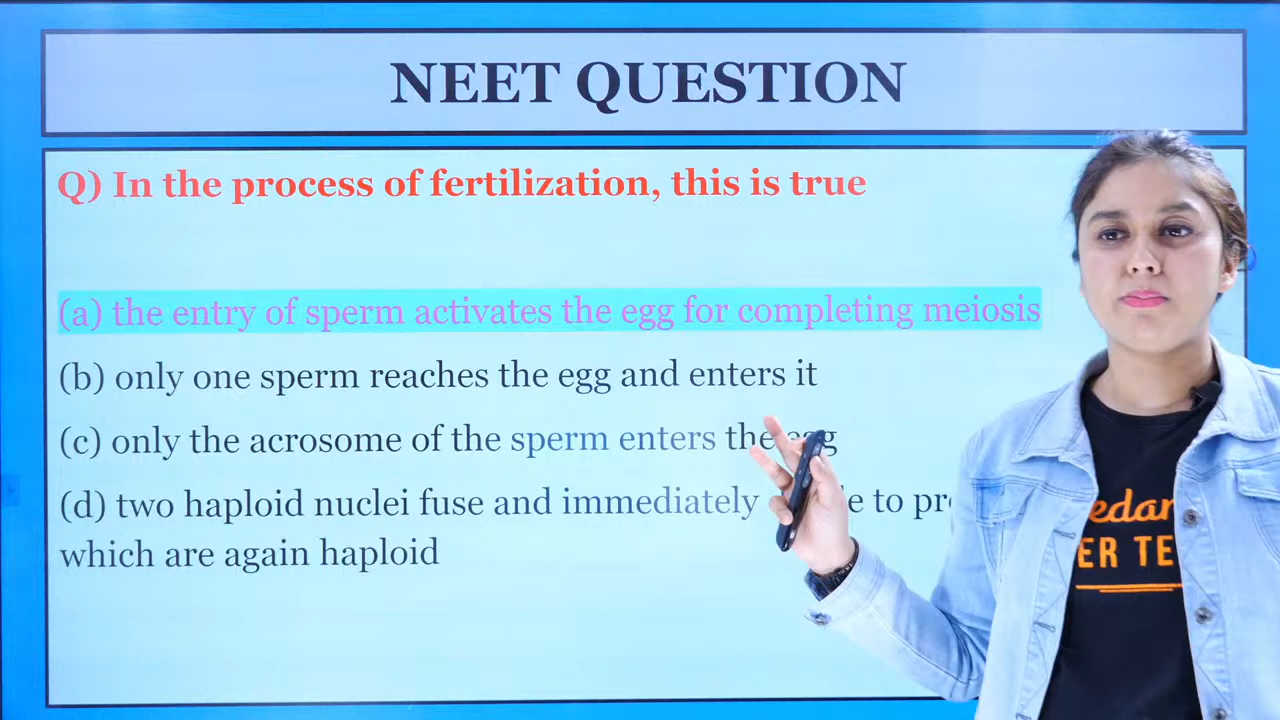 NEET QUESTION
Q) In the process of fertilization, this is true
(a) the entry of sperm activates the egg for completing meiosis
(b) only one sperm reaches the egg and enters it
(c) only the acrosome of the sperm enters the egg
(d) two haploid nuclei fuse and immediately to
which are again haploid